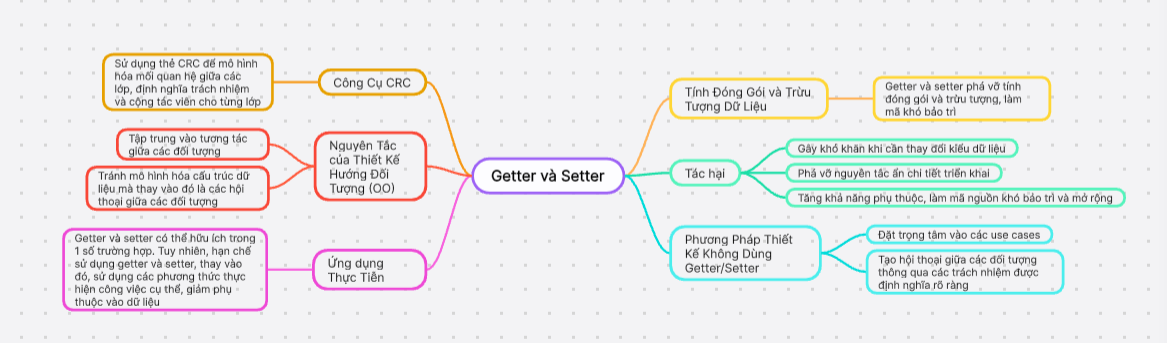 Getter và Setter
Công Cụ CRC
Sử dụng thẻ CRC để mô hình
hóa mối quan hệ giữa các
lớp, định nghĩa trách nhiệm
và cộng tác viên cho từng lớp
Nguyên Tắc
của Thiết Kế
Hướng Đối
Tượng (OO)
Tập trung vào tương tác
giữa các đối tượng
Tránh mô hình hóa cấu trúc dữ
liệu mà thay vào đó là các hội
thoại giữa các đối tượng
Ứng dụng
Thực Tiễn
Getter và setter có thể hữu ích trong
1 số trường hợp. Tuy nhiên, hạn chế
sử dụng getter và setter, thay vào
đó, sử dụng các phương thức thực
hiện công việc cụ thể, giảm phụ
thuộc vào dữ liệu
Tính Đóng Gói và Trừu
Tượng Dữ Liệu
Getter và setter phá vỡ tính
đóng gói và trừu tượng, làm
mã khó bảo trì
Tác hại
Gây khó khăn khi cần thay đổi kiểu dữ liệu
Phá vỡ nguyên tắc ẩn chi tiết triển khai
Tăng khả năng phụ thuộc, làm mã nguồn khó bảo trì và mở rộng
Phương Pháp Thiết
Kế Không Dùng
Getter/Setter
Đặt trọng tâm vào các use cases
Tạo hội thoại giữa các đối tượng
thông qua các trách nhiệm được
định nghĩa rõ ràng